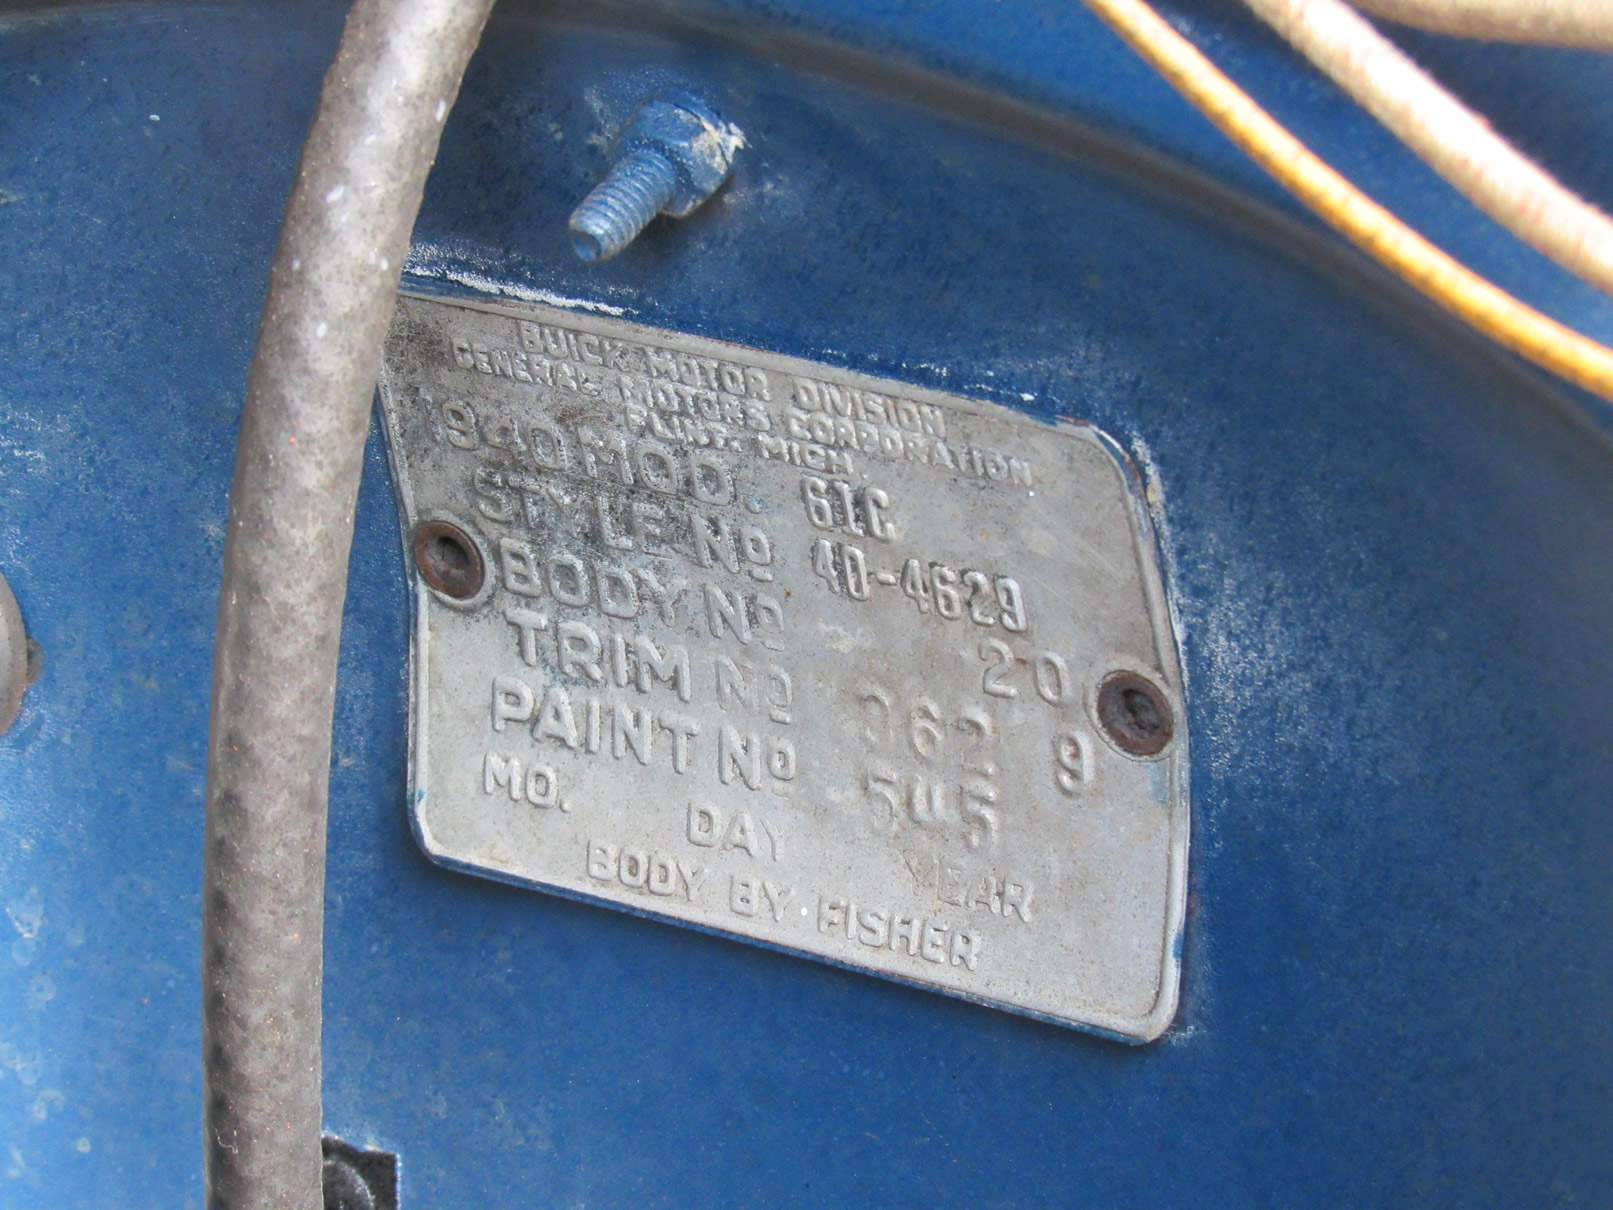 BUICK MOTOR DIVISION
GENERAL MOTORS CORPORATION
FLINT, MICH.
1940 MOD. 61C
STYLE No 40-4629
BODY No 20
TRIM No 362 9
PAINT No
MO. DAY YEAR
BODY BY FISHER